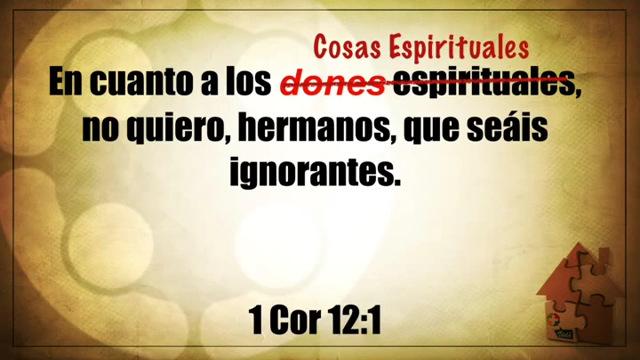 Cosas Espirituales
En cuanto a los dones espirituales,
no quiero, hermanos, que seáis
ignorantes.
1 Cor 12:1